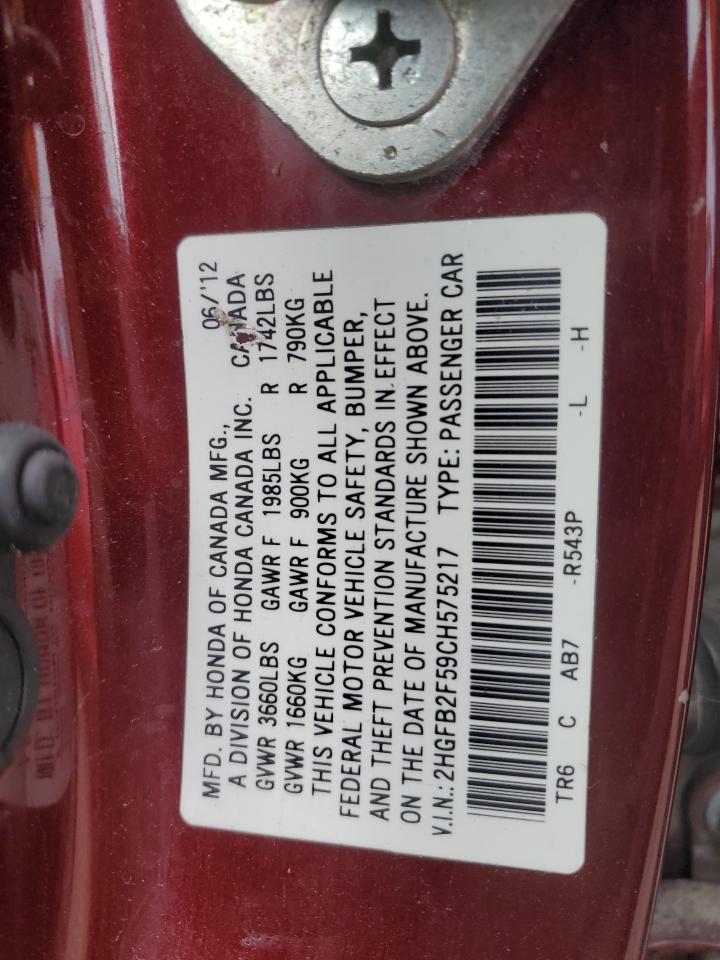 MFD. BY HONDA OF CANADA MFG., 06/'12
A DIVISION OF HONDA CANADA INC. CANADA
GVWR 3660LBS GAWR F 1985LBS R 1742LBS
GVWR 1660KG GAWR F 900KG R 790KG
THIS VEHICLE CONFORMS TO ALL APPLICABLE
FEDERAL MOTOR VEHICLE SAFETY, BUMPER,
AND THEFT PREVENTION STANDARDS IN EFFECT
ON THE DATE OF MANUFACTURE SHOWN ABOVE.
V.I.N.: 2HGFB2F59CH575217 TYPE: PASSENGER CAR
TR6 C AB7 -R543P -L -H